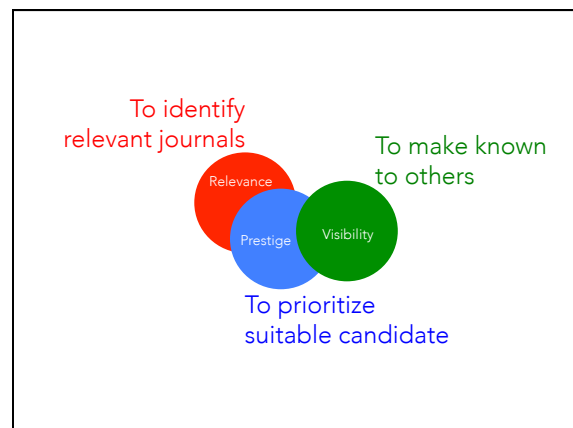 To identify
relevant journals
To make known
to others
Relevance
Prestige
Visibility
To prioritize
suitable candidate